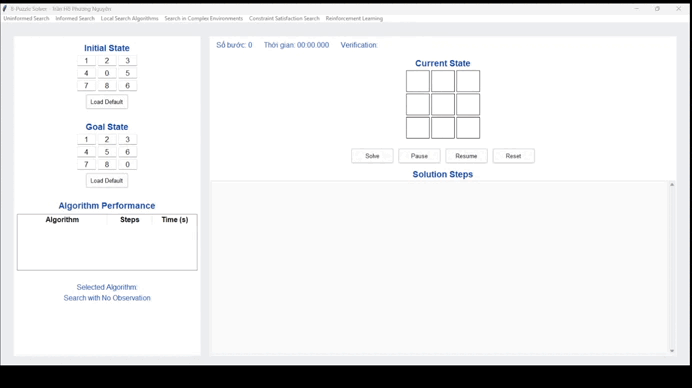 8-Puzzle Solver - Trần Hồ Phương Nguyên
Uninformed Search Informed Search Local Search Algorithms Search in Complex Environments Constraint Satisfaction Search Reinforcement Learning
Initial State
1 2 3
4 0 5
7 8 6
Load Default
Goal State
1 2 3
4 5 6
7 8 0
Load Default
Algorithm Performance
Algorithm Steps Time (s)
Selected Algorithm:
Search with No Observation
Số bước: 0 Thời gian: 00:00.000 Verification:
Current State
Solve Pause Resume Reset
Solution Steps